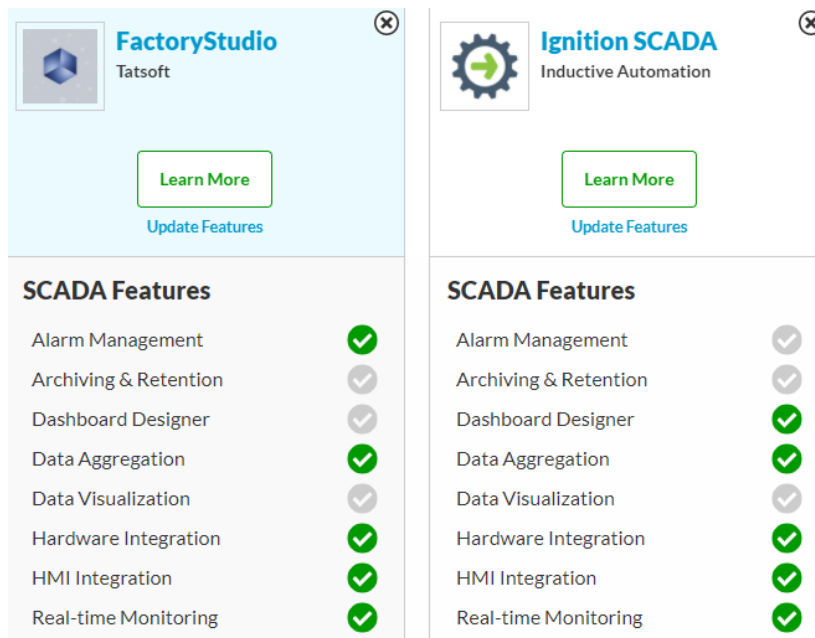 FactoryStudio
Tatsoft
Learn More
Update Features
SCADA Features
Alarm Management
Archiving & Retention
Dashboard Designer
Data Aggregation
Data Visualization
Hardware Integration
HMI Integration
Real-time Monitoring
Ignition SCADA
Inductive Automation
Learn More
Update Features
SCADA Features
Alarm Management
Archiving & Retention
Dashboard Designer
Data Aggregation
Data Visualization
Hardware Integration
HMI Integration
Real-time Monitoring